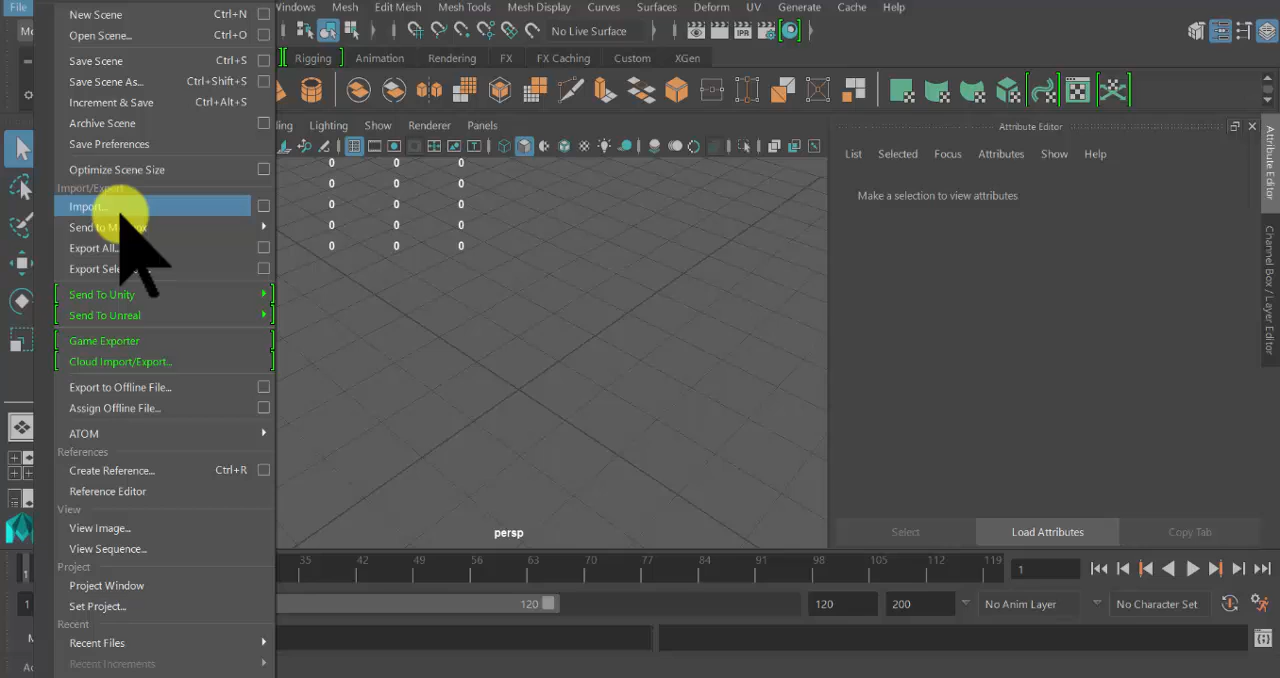 File
Windows Mesh Edit Mesh Mesh Tools Mesh Display Curves Surfaces Deform UV Generate Cache Help
New Scene Ctrl+N
Open Scene... Ctrl+O
Save Scene Ctrl+S
Save Scene As... Ctrl+Shift+S
Increment & Save Ctrl+Alt+S
Archive Scene
Save Preferences
Optimize Scene Size
Import/Export
Import...
Send to
Export All...
Export
Send To Unity
Send To Unreal
Game Exporter
Cloud Import/Export...
Export to Offline File...
Assign Offline File...
ATOM
References
Create Reference... Ctrl+R
Reference Editor
View
View Image...
View Sequence...
Project
Project Window
Set Project...
Recent
Recent Files
Recent Increments
No Live Surface
IPR
Rigging Animation Rendering FX FX Caching Custom XGen
Lighting Show Renderer Panels
0 0 0
0 0 0
0 0 0
0 0 0
0 0 0
persp
Attribute Editor
List Selected Focus Attributes Show Help
Make a selection to view attributes
Select Load Attributes Copy Tab
Attribute Editor
Channel Box / Layer Editor
1 35 42 49 56 63 70 77 84 91 98 105 112 119 1
1 120 120 200 No Anim Layer No Character Set